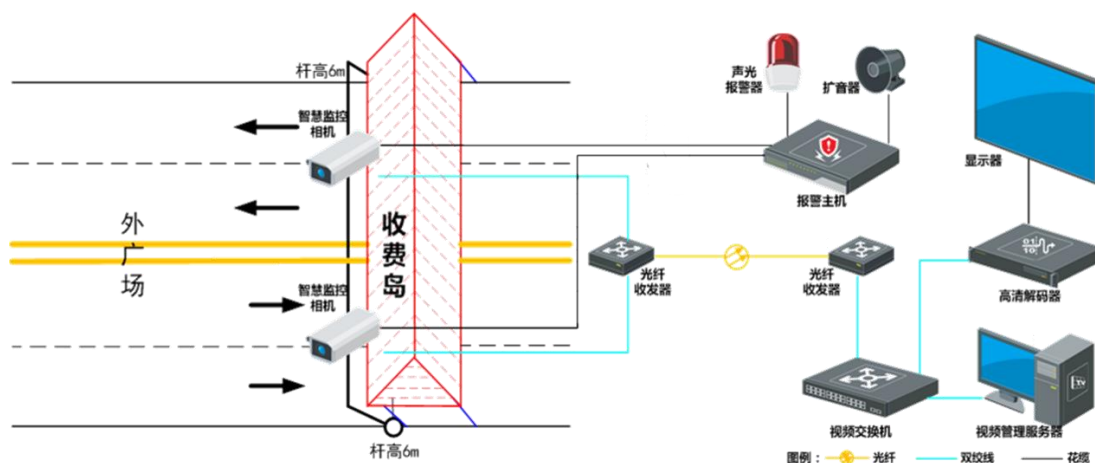 杆高6m
声光
报警器
扩音器
智慧监控
相机
显示器
报警主机
外
广
场
收
费
岛
光纤
收发器
光纤
收发器
01
10
高清解码器
智慧监控
相机
视频交换机
视频管理服务器
杆高6m
图例：
光纤
双绞线
花缆